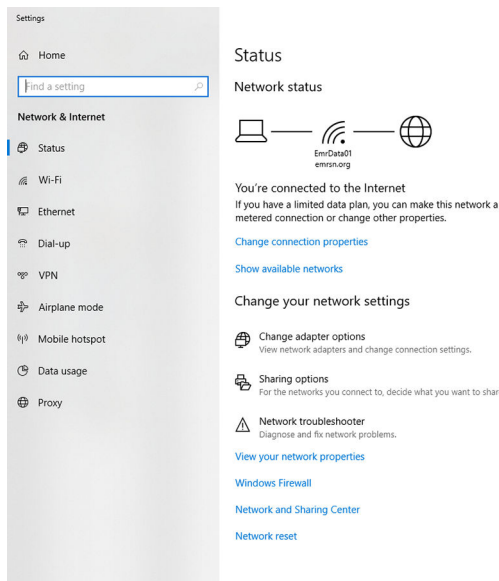 Settings
Home
Find a setting
Network & Internet
Status
Wi-Fi
Ethernet
Dial-up
VPN
Airplane mode
Mobile hotspot
Data usage
Proxy
Status
Network status
EmrData01
emrsn.org
You're connected to the Internet
If you have a limited data plan, you can make this network a
metered connection or change other properties.
Change connection properties
Show available networks
Change your network settings
Change adapter options
View network adapters and change connection settings.
Sharing options
For the networks you connect to, decide what you want to shar
Network troubleshooter
Diagnose and fix network problems.
View your network properties
Windows Firewall
Network and Sharing Center
Network reset